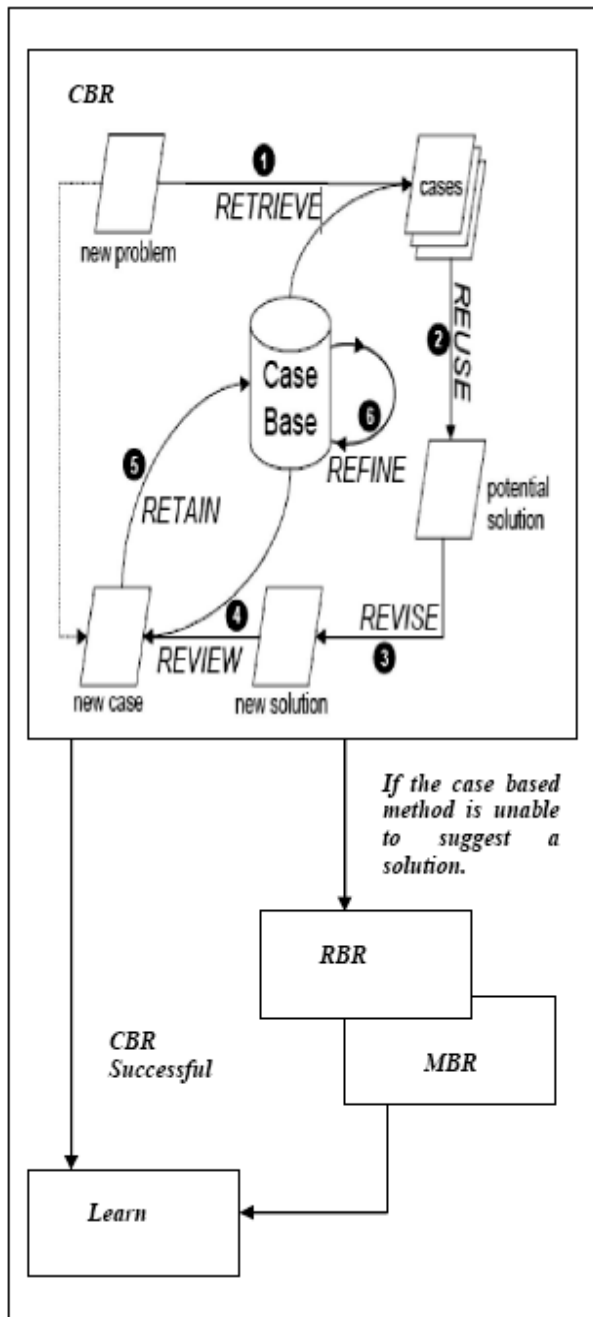 CBR
1
RETRIEVE
new problem
cases
2
REUSE
Case
Base
6
REFINE
5
RETAIN
potential
solution
4
REVIEW
REVISE
3
new case
new solution
If the case based
method is unable
to suggest a
solution.
RBR
MBR
CBR
Successful
Learn